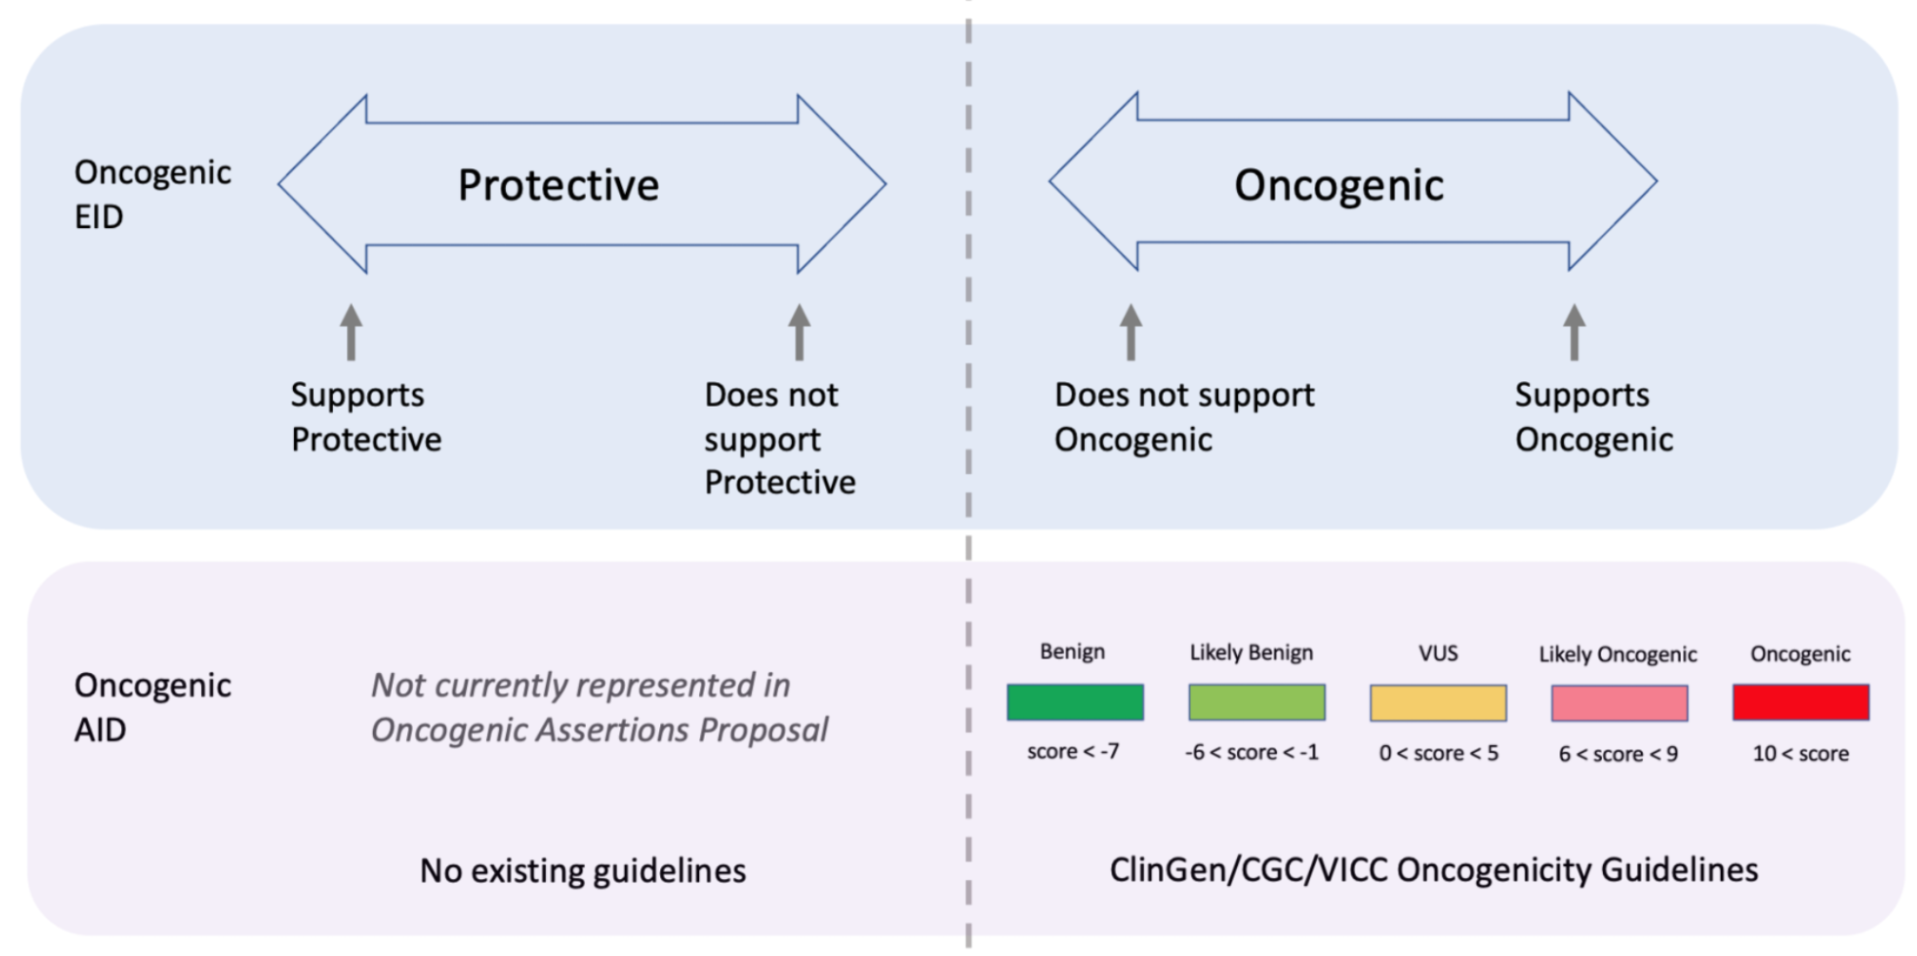 Oncogenic
EID
Protective
Oncogenic
Supports
Protective
Does not
support
Protective
Does not support
Oncogenic
Supports
Oncogenic
Oncogenic
AID
Not currently represented in
Oncogenic Assertions Proposal
No existing guidelines
Benign
Likely Benign
VUS
Likely Oncogenic
Oncogenic
score < -7
-6 < score < -1
0 < score < 5
6 < score < 9
10 < score
ClinGen/CGC/VICC Oncogenicity Guidelines